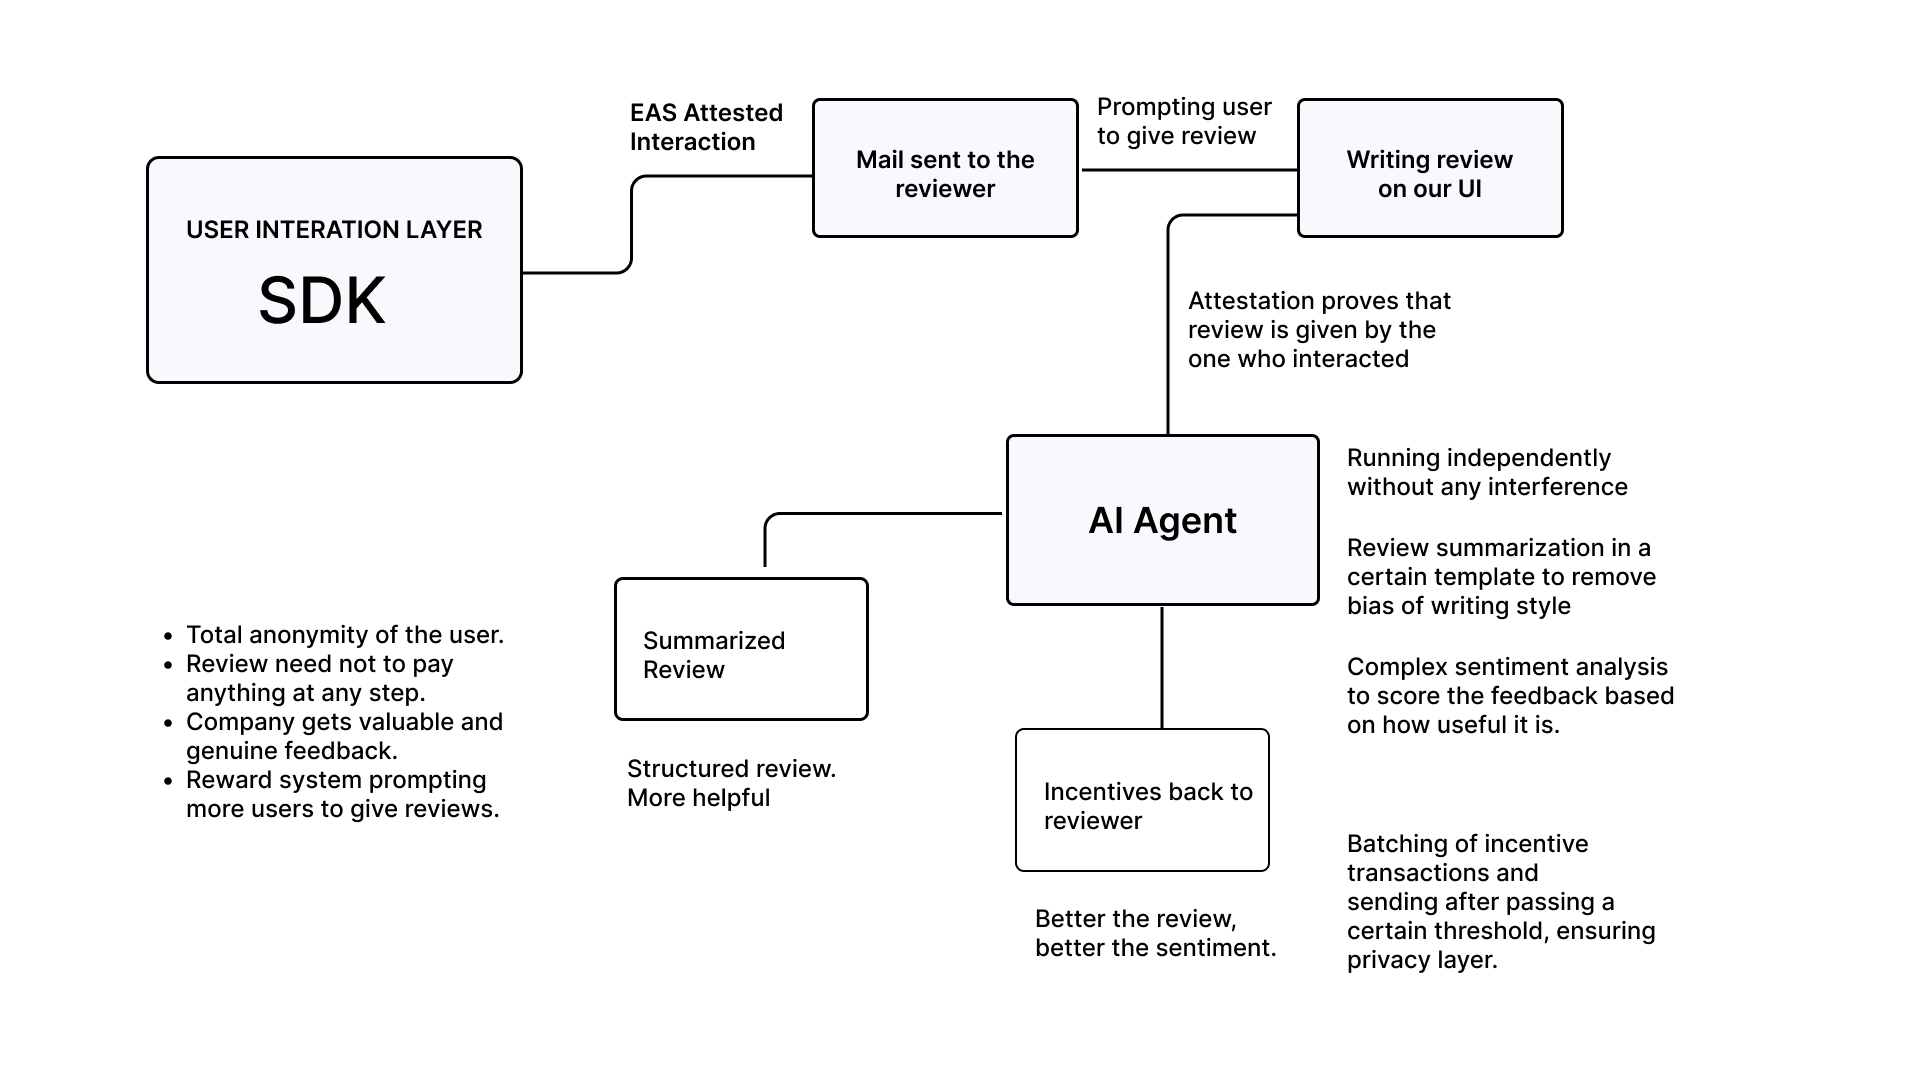 EAS Attested
Interaction
Mail sent to the
reviewer
Prompting user
to give review
Writing review
on our UI
USER INTERATION LAYER
SDK
Attestation proves that
review is given by the
one who interacted
AI Agent
Running independently
without any interference
Review summarization in a
certain template to remove
bias of writing style
Complex sentiment analysis
to score the feedback based
on how useful it is.
Summarized
Review
Structured review.
More helpful
• Total anonymity of the user.
• Review need not to pay
anything at any step.
• Company gets valuable and
genuine feedback.
• Reward system prompting
more users to give reviews.
Incentives back to
reviewer
Better the review,
better the sentiment.
Batching of incentive
transactions and
sending after passing a
certain threshold, ensuring
privacy layer.